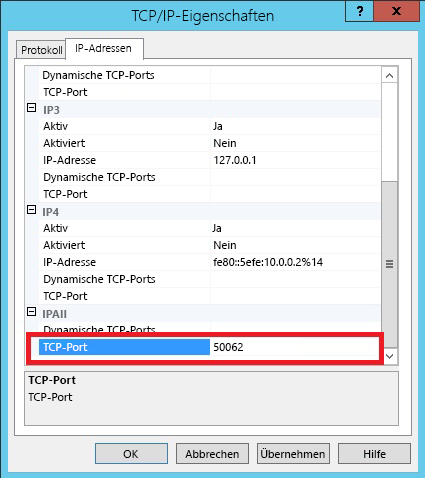 TCP/IP-Eigenschaften
?
x
Protokoll
IP-Adressen
Dynamische TCP-Ports
TCP-Port
IP3
Aktiv Ja
Aktiviert Nein
IP-Adresse 127.0.0.1
Dynamische TCP-Ports
TCP-Port
IP4
Aktiv Ja
Aktiviert Nein
IP-Adresse fe80::5efe:10.0.0.2%14
Dynamische TCP-Ports
TCP-Port
IPAll
Dynamische TCP-Ports
TCP-Port 50062
TCP-Port
TCP-Port
OK
Abbrechen
Übernehmen
Hilfe